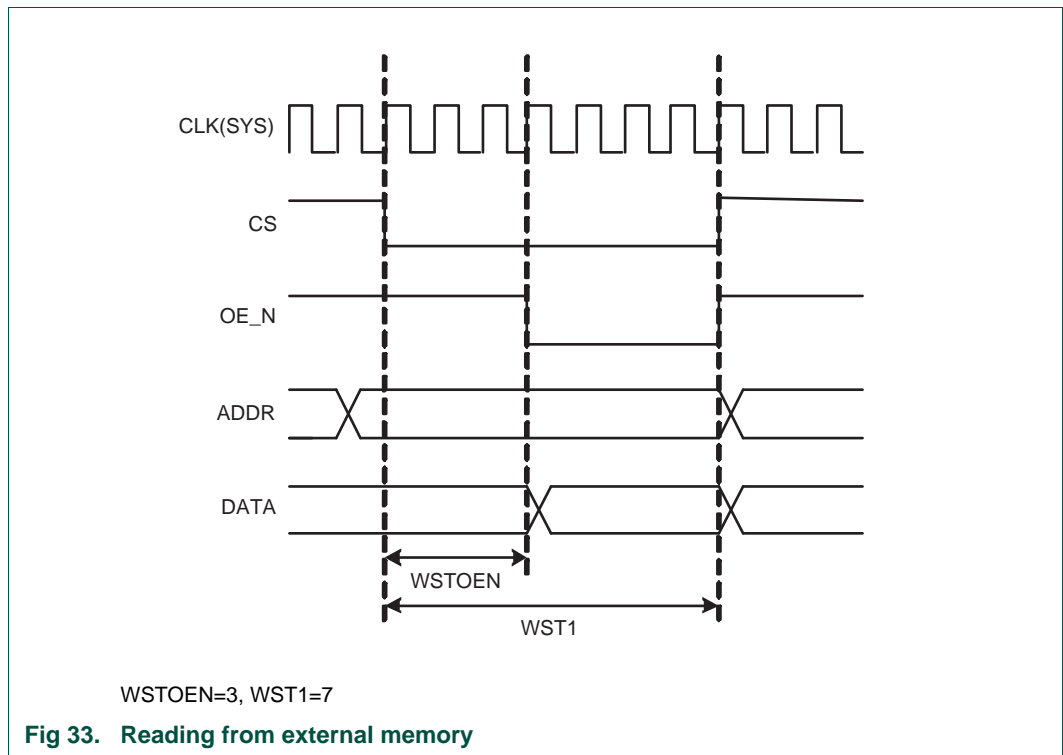 CLK(SYS)
CS
OE_N
ADDR
DATA
WSTOEN
WST1
WSTOEN=3, WST1=7
Fig 33. Reading from external memory